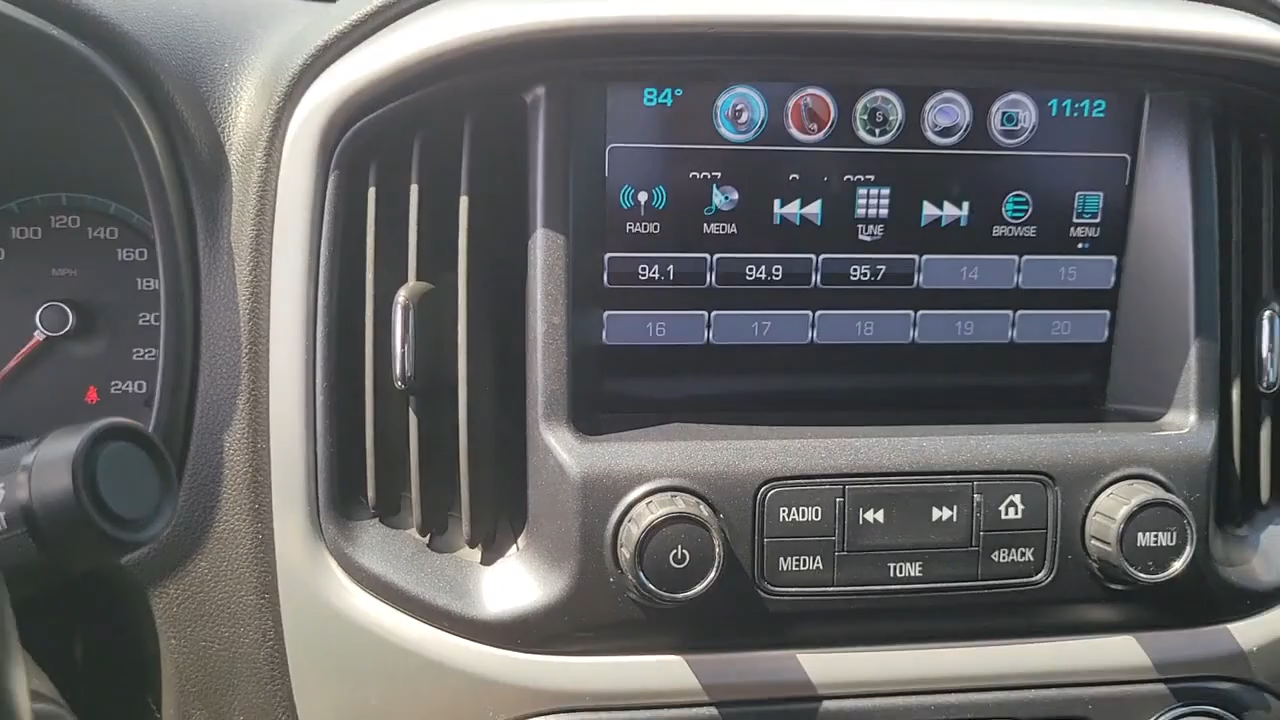 84° S 11:12
RADIO MEDIA TUNE BROWSE MENU
94.1 94.9 95.7 14 15
16 17 18 19 20
100 120 140
160
MPH
240
RADIO
MEDIA
TONE
BACK
MENU